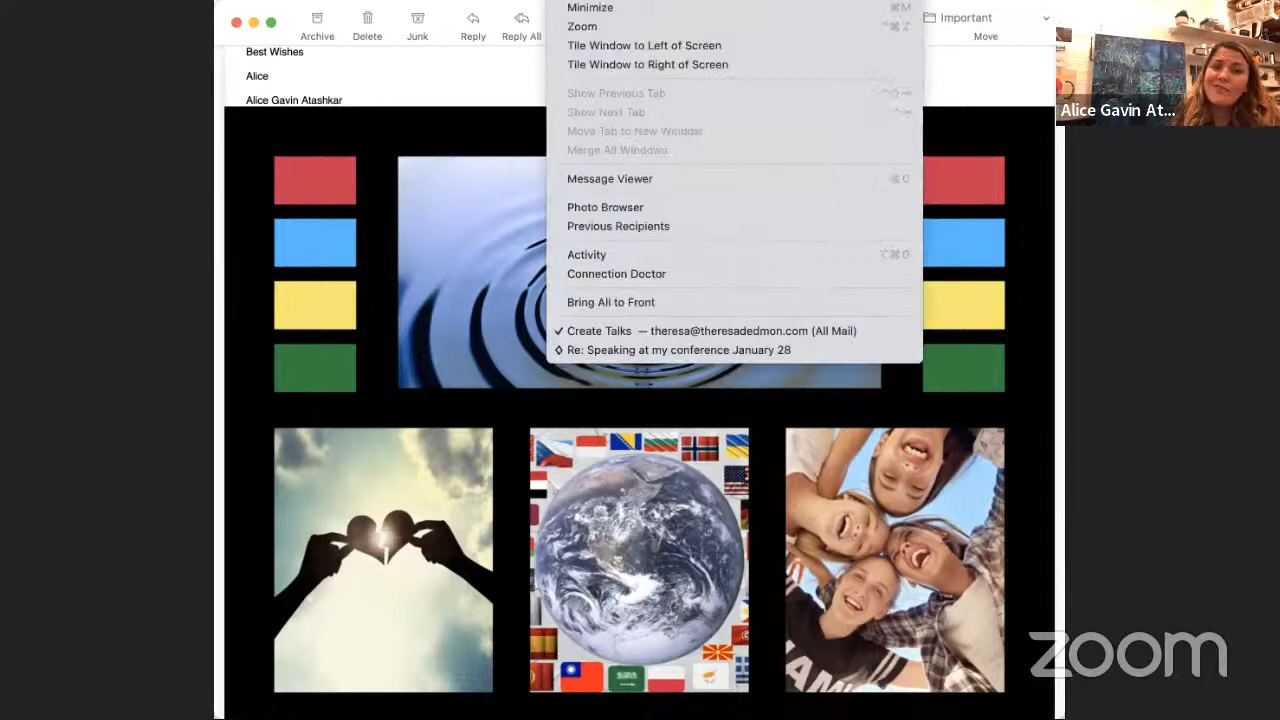 Minimize ⌘M
Important
Zoom
Archive Delete Junk Reply Reply All
Move
Tile Window to Left of Screen
Best Wishes
Tile Window to Right of Screen
Alice
Show Previous Tab
Alice Gavin Atashkar
Show Next Tab
Alice Gavin At...
Move Tab to New Window
Merge All Windows
Message Viewer
Photo Browser
Previous Recipients
Activity
Connection Doctor
Bring All to Front
✓ Create Talks — theresa@theresadedmon.com (All Mail)
◊ Re: Speaking at my conference January 28
zoom